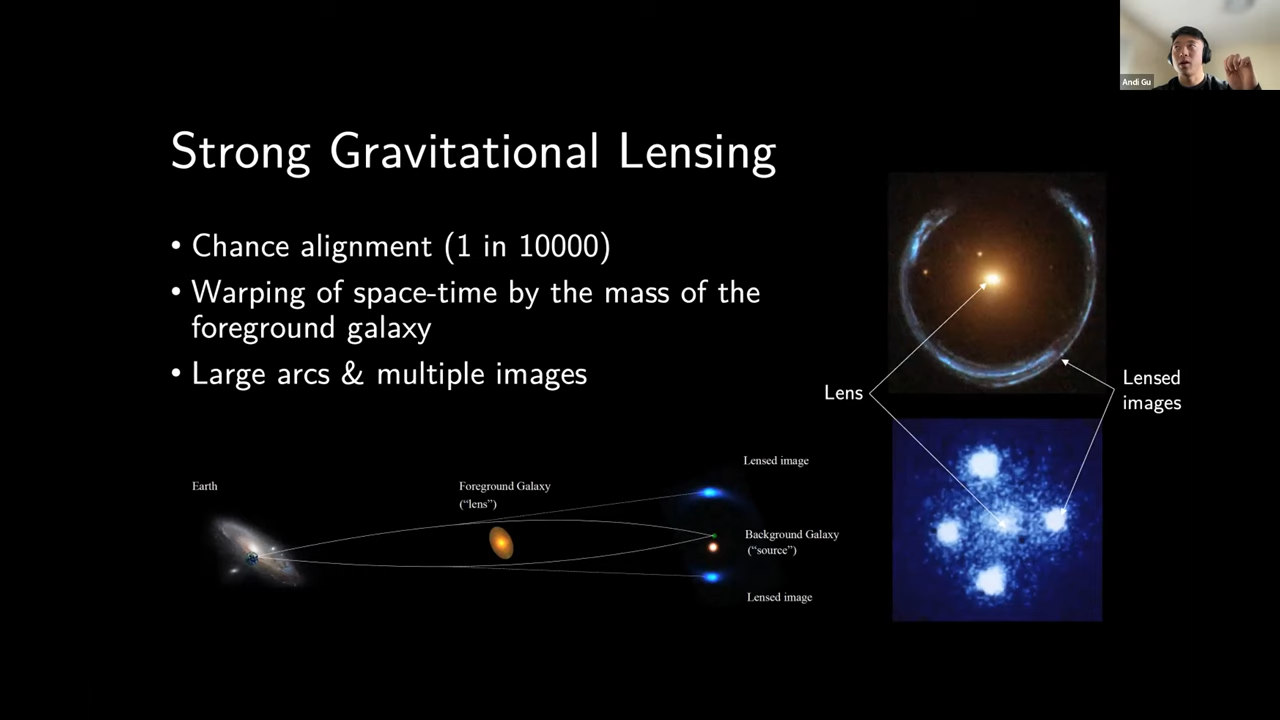 Andi Gu
Strong Gravitational Lensing
• Chance alignment (1 in 10000)
• Warping of space-time by the mass of the
foreground galaxy
• Large arcs & multiple images
Lens
Lensed
images
Earth
Foreground Galaxy
(“lens”)
Lensed image
Background Galaxy
(“source”)
Lensed image